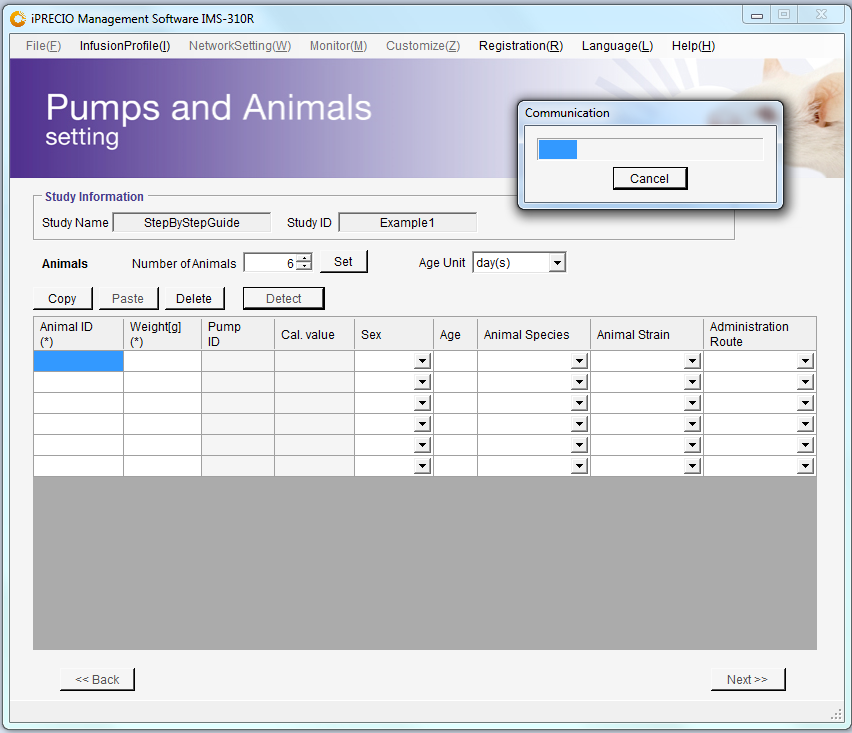 iPRECIO Management Software IMS-310R
File(F) InfusionProfile(I) NetworkSetting(W) Monitor(M) Customize(Z) Registration(R) Language(L) Help(H)
Pumps and Animals
setting
Communication
Cancel
Study Information
Study Name StepByStepGuide Study ID Example1
Animals Number of Animals 6 Set Age Unit day(s)
Copy Paste Delete Detect
Animal ID (*) Weight[g] (*) Pump ID Cal. value Sex Age Animal Species Animal Strain Administration Route
<< Back Next >>